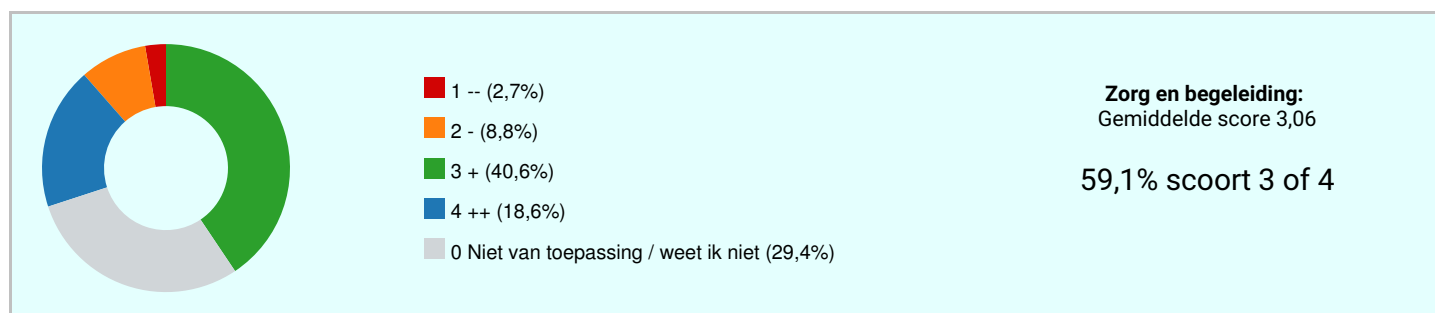 1 -- (2,7%)
2 - (8,8%)
3 + (40,6%)
4 ++ (18,6%)
0 Niet van toepassing / weet ik niet (29,4%)
Zorg en begeleiding:
Gemiddelde score 3,06
59,1% scoort 3 of 4